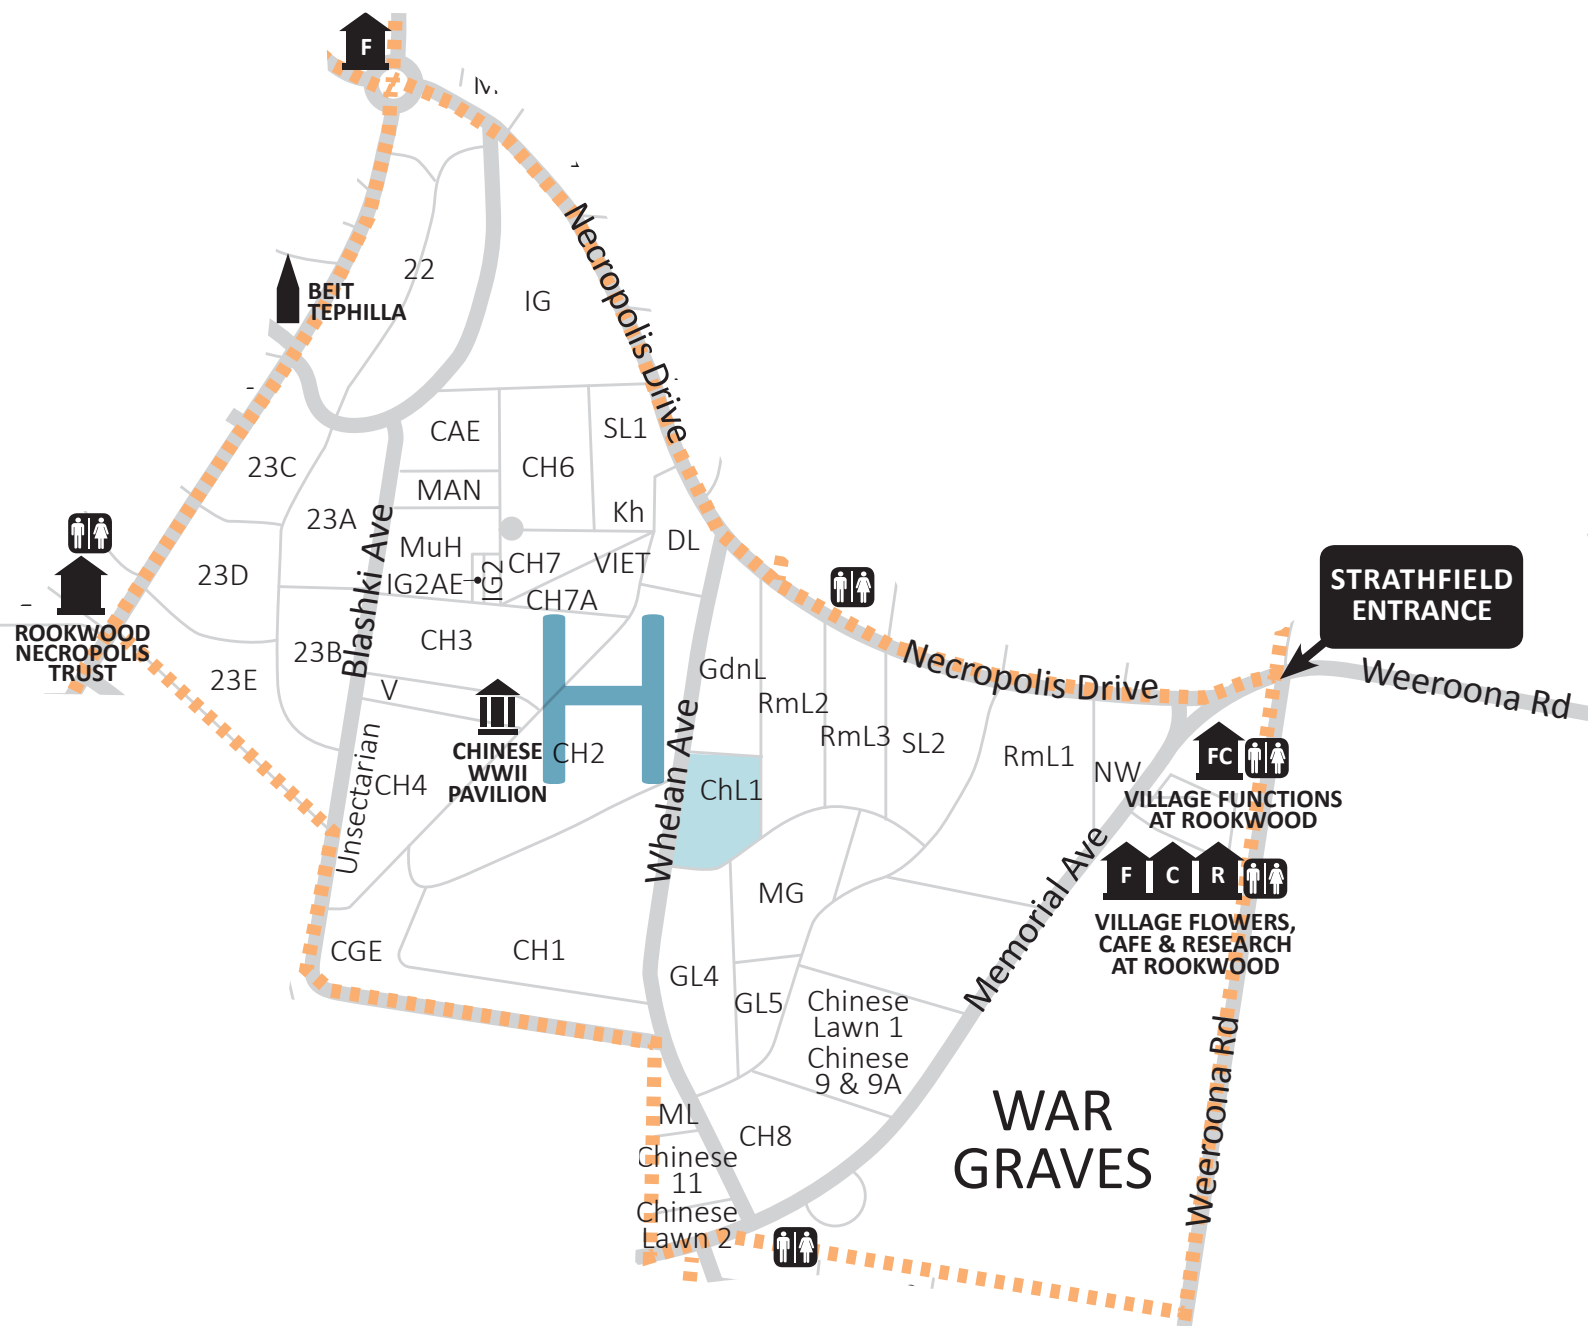 F
22
IG
BEIT
TEPHILLA
Necropolis Drive
CAE
SL1
23C
CH6
MAN
Kh
23A
Blashki Ave
MuH
DL
CH7
VIET
IG2AE
IG2
23D
CH7A
STRATHFIELD
ENTRANCE
ROOKWOOD
NECROPOLIS
TRUST
CH3
23B
23E
V
H
GdnL
RmL2
Necropolis Drive
Weeroona Rd
RmL3
SL2
RmL1
NW
CHINESE
WWII
PAVILION
CH2
CH4
Unsectarian
ChL1
Whelan Ave
FC
VILLAGE FUNCTIONS
AT ROOKWOOD
Memorial Ave
F C R
VILLAGE FLOWERS,
CAFE & RESEARCH
AT ROOKWOOD
MG
CGE
CH1
GL4
GL5
Chinese
Lawn 1
Chinese
9 & 9A
Weeroona Rd
WAR
GRAVES
ML
CH8
Chinese
11
Chinese
Lawn 2